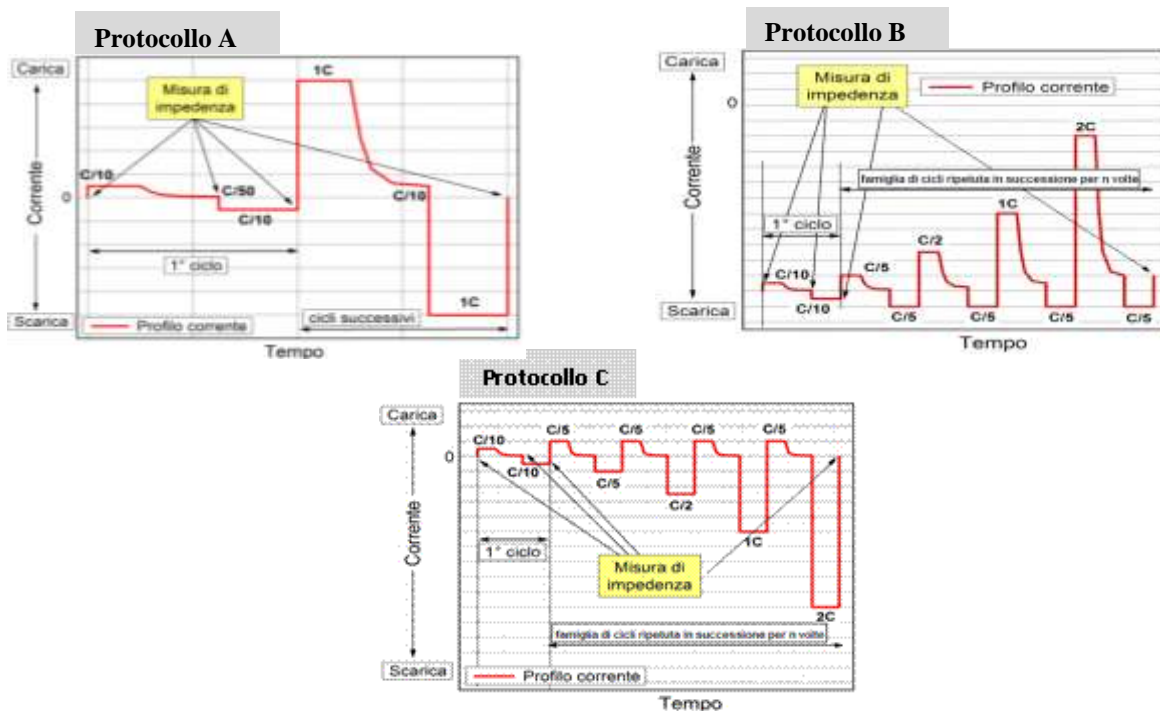 Protocollo A
Carica
1C
Misura di
impedenza
C/10
C/50
0
C/10
C/10
Corrente
1° ciclo
1C
Scarica
Profilo corrente
cicli successivi
Tempo
Protocollo B
Carica
Misura di
impedenza
Profilo corrente
0
2C
famiglia di cicli ripetuta in successione per n volte
1° ciclo
1C
Corrente
C/2
C/10
C/5
C/10
C/5
C/5
C/5
C/5
Scarica
Tempo
Protocollo C
Carica
C/10
C/5
C/5
C/5
C/5
0
C/10
C/5
C/2
1C
Corrente
1° ciclo
Misura di
impedenza
2C
famiglia di cicli ripetuta in successione per n volte
Scarica
Profilo corrente
Tempo